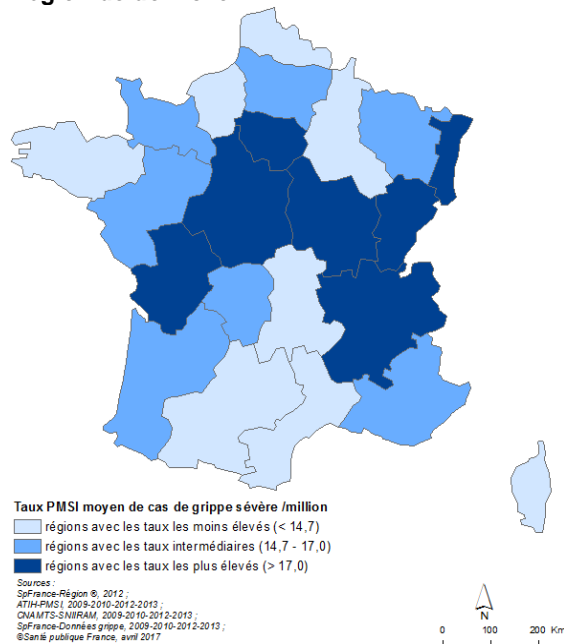 Taux PMSI moyen de cas de grippe sévère /million
régions avec les taux les moins élevés (< 14,7)
régions avec les taux intermédiaires (14,7 - 17,0)
régions avec les taux les plus élevés (> 17,0)
Sources :
SpFrance-Région ®, 2012 ;
ATIH-PMSI, 2009-2010-2012-2013 ;
CNAMTS-SNIIRAM, 2009-2010-2012-2013 ;
SpFrance-Données grippe, 2009-2010-2012-2013 ;
©Santé publique France, avril 2017
N
0 100 200 Km